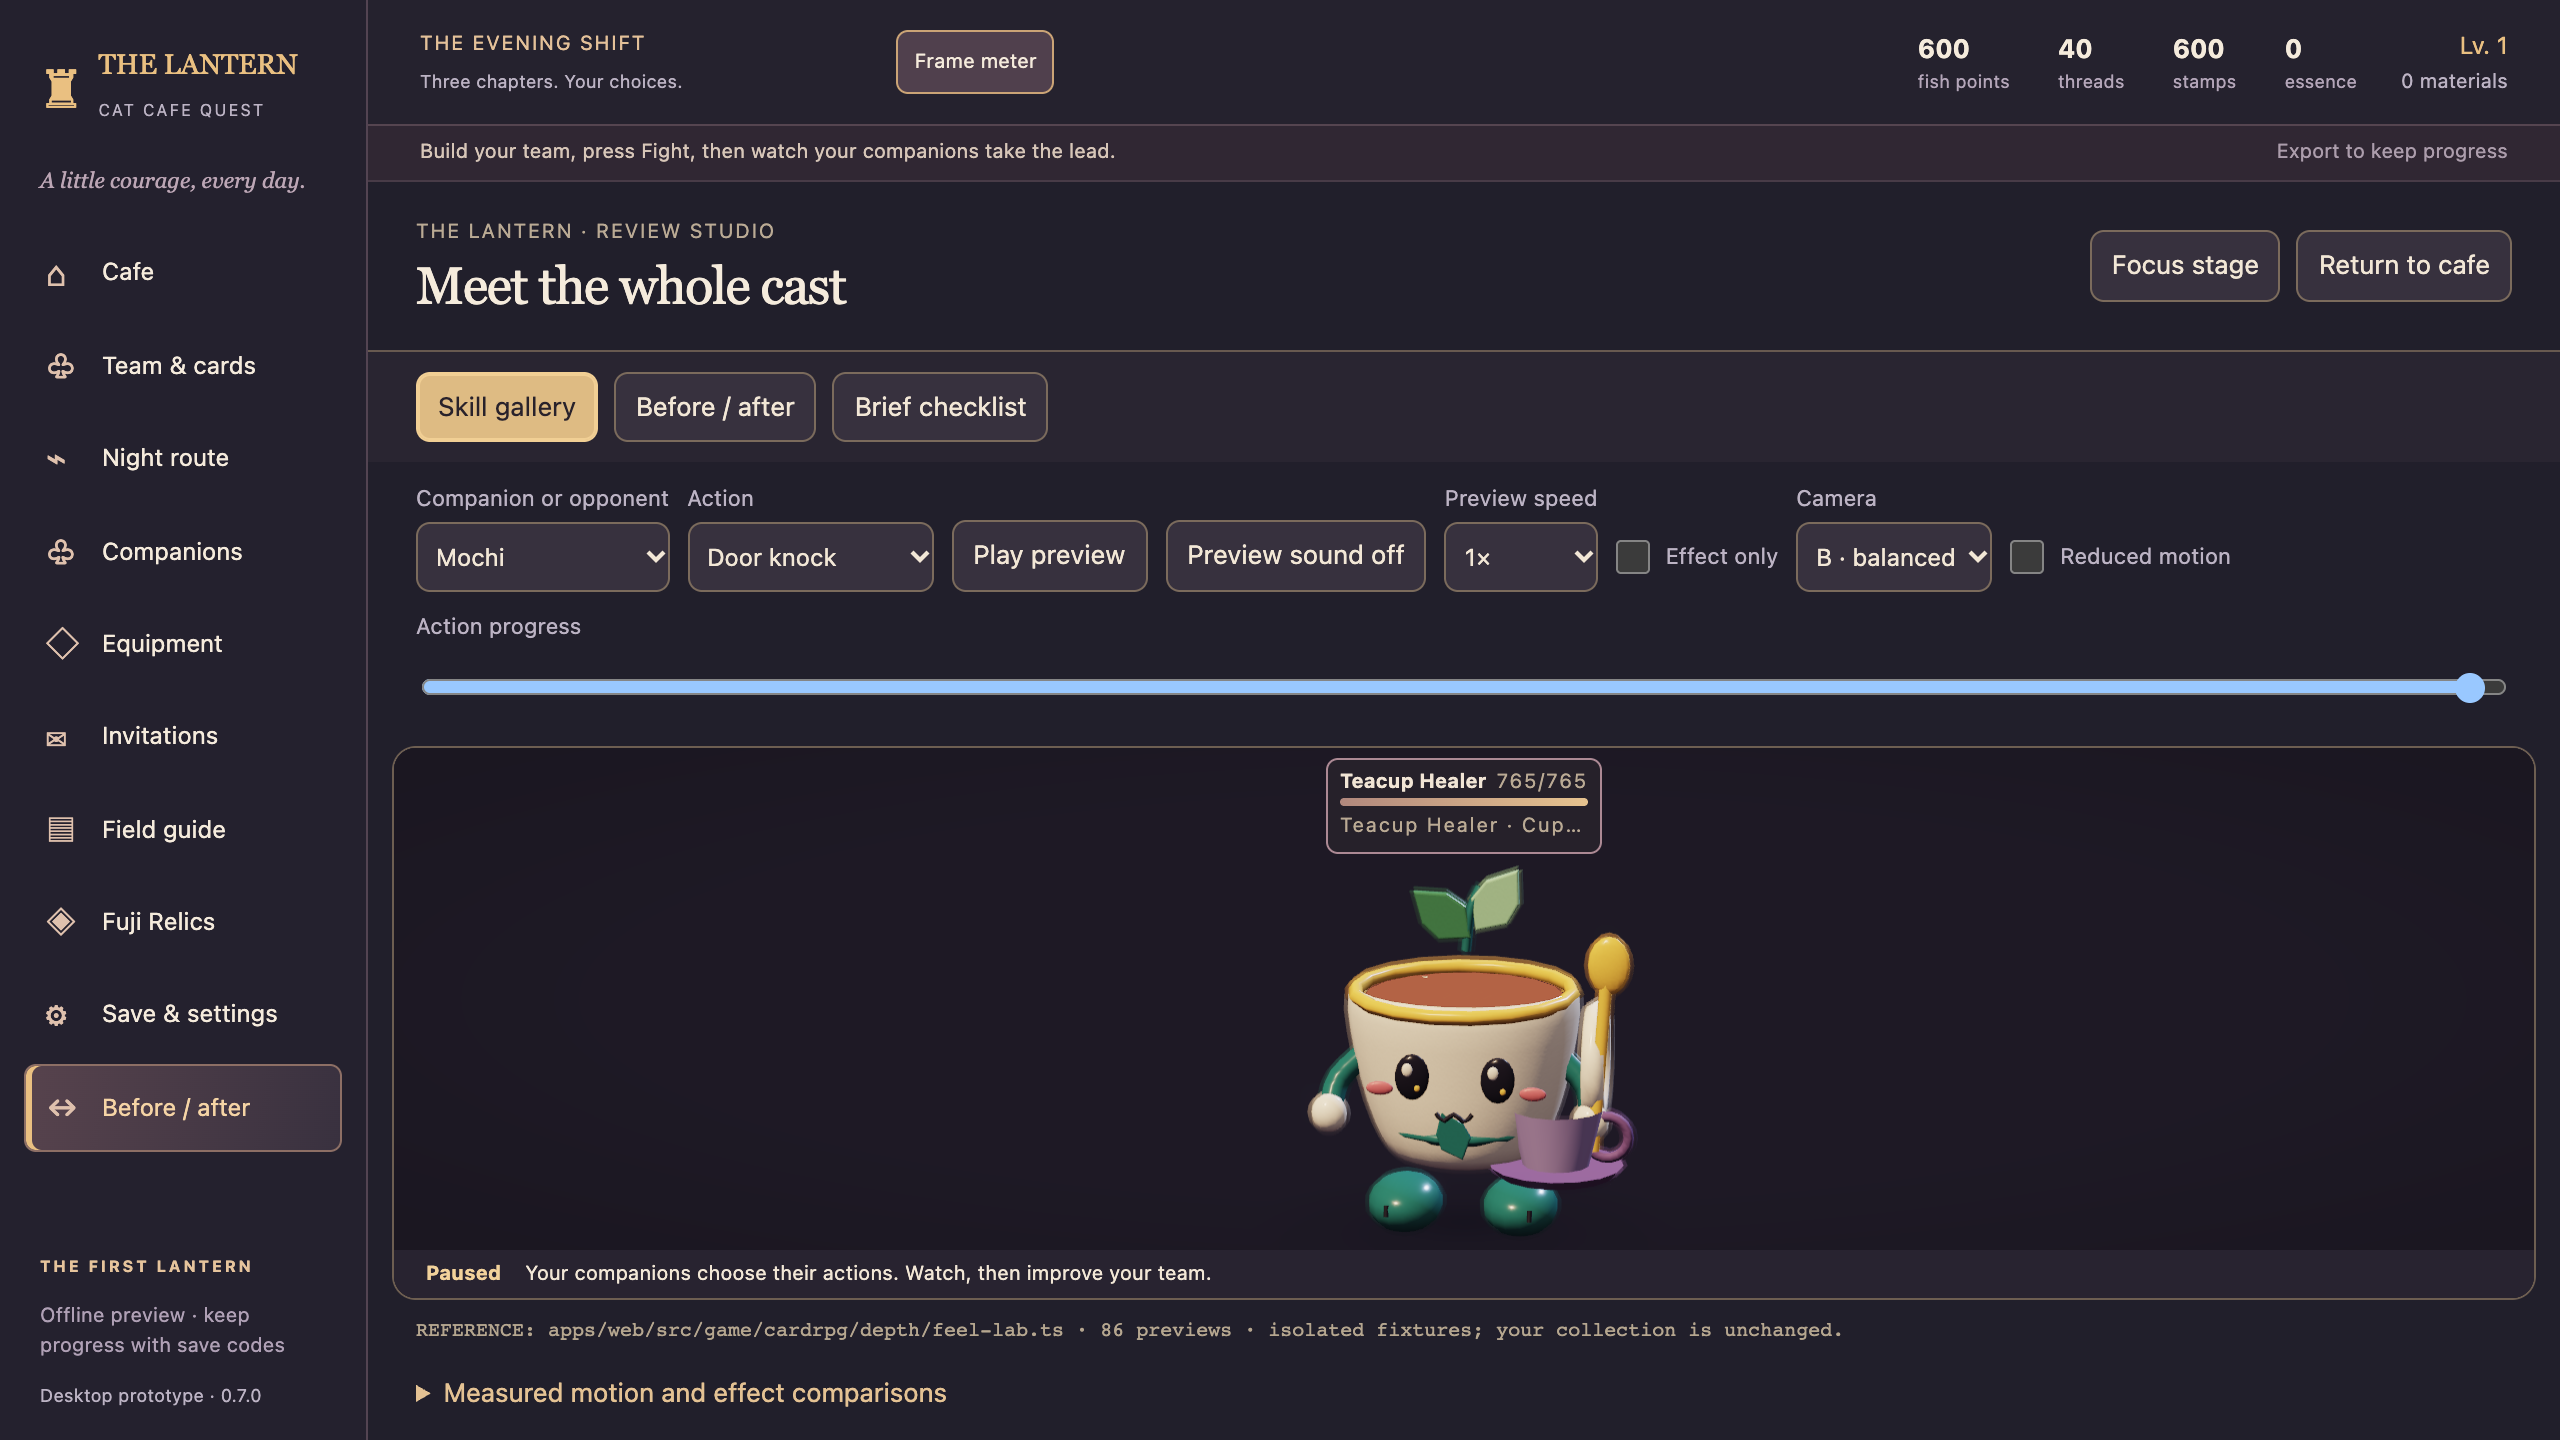 THE LANTERN
CAT CAFE QUEST
A little courage, every day.
Cafe
Team & cards
Night route
Companions
Equipment
Invitations
Field guide
Fuji Relics
Save & settings
Before / after
THE FIRST LANTERN
Offline preview · keep
progress with save codes
Desktop prototype · 0.7.0
THE EVENING SHIFT
Three chapters. Your choices.
Frame meter
600 fish points
40 threads
600 stamps
0 essence
Lv. 1
0 materials
Build your team, press Fight, then watch your companions take the lead.
Export to keep progress
THE LANTERN · REVIEW STUDIO
Meet the whole cast
Focus stage
Return to cafe
Skill gallery
Before / after
Brief checklist
Companion or opponent
Mochi
Action
Door knock
Play preview
Preview sound off
Preview speed
1×
Effect only
Camera
B · balanced
Reduced motion
Action progress
Teacup Healer 765/765
Teacup Healer · Cup…
Paused Your companions choose their actions. Watch, then improve your team.
REFERENCE: apps/web/src/game/cardrpg/depth/feel-lab.ts · 86 previews · isolated fixtures; your collection is unchanged.
Measured motion and effect comparisons